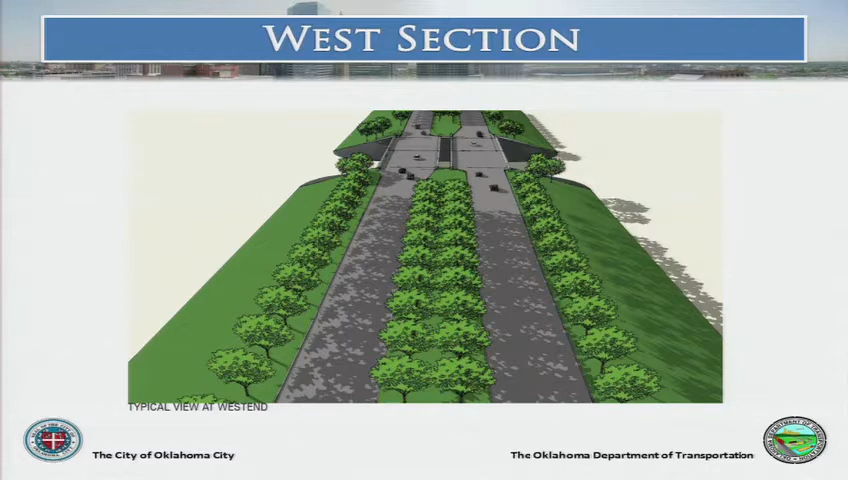 WEST SECTION
TYPICAL VIEW AT WESTEND
The City of Oklahoma City
The Oklahoma Department of Transportation